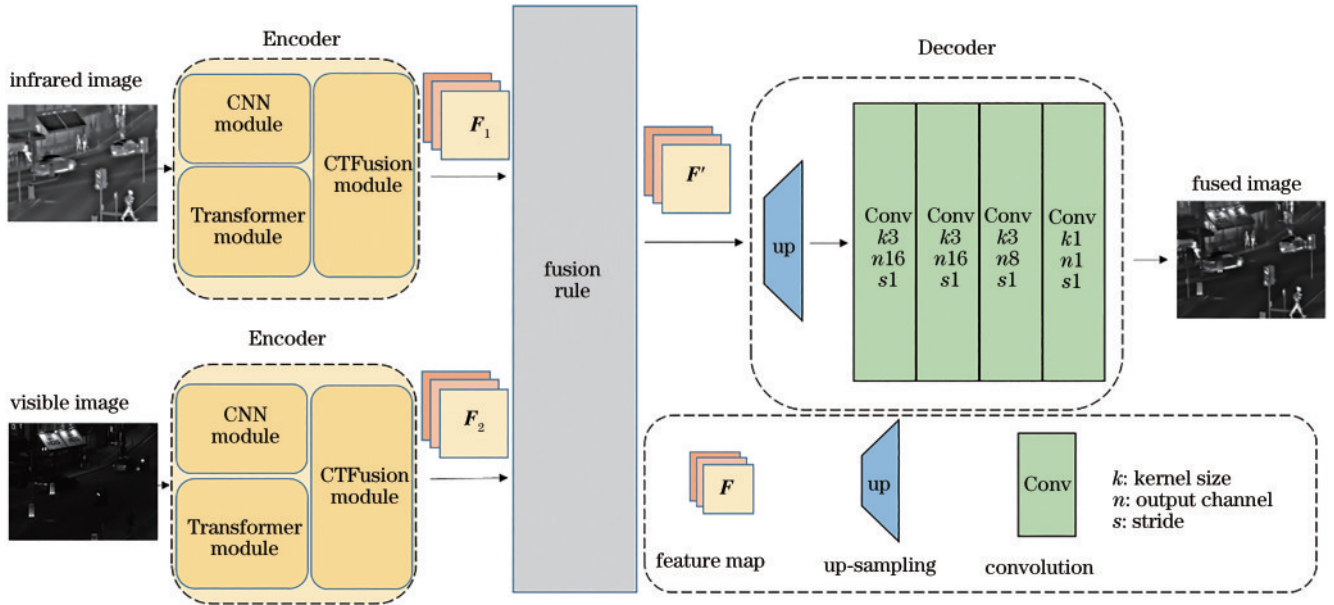 Encoder
infrared image
CNN
module
Transformer
module
CTFusion
module
F1
Encoder
visible image
CNN
module
Transformer
module
CTFusion
module
F2
fusion
rule
F′
Decoder
up
Conv
k3
n16
s1
Conv
k3
n16
s1
Conv
k3
n8
s1
Conv
k1
n1
s1
fused image
F
feature map
up
up-sampling
Conv
convolution
k: kernel size
n: output channel
s: stride